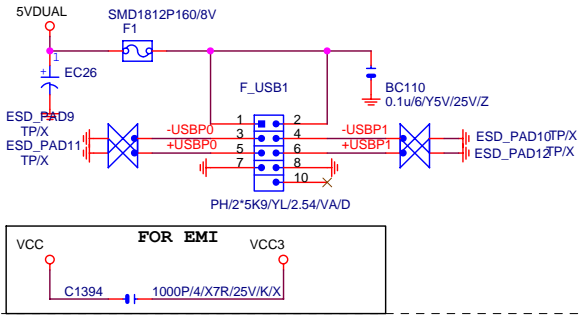 5VDUAL
SMD1812P160/8V
F1
1
+
EC26
F_USB1
BC110
0.1u/6/Y5V/25V/Z
ESD_PAD9
TP/X
ESD_PAD11
TP/X
-USBP0
+USBP0
1 2
3 4
5 6
7 8
10
-USBP1
+USBP1
ESD_PAD10 TP/X
ESD_PAD12 TP/X
PH/2*5K9/YL/2.54/VA/D
FOR EMI
VCC VCC3
C1394 1000P/4/X7R/25V/K/X